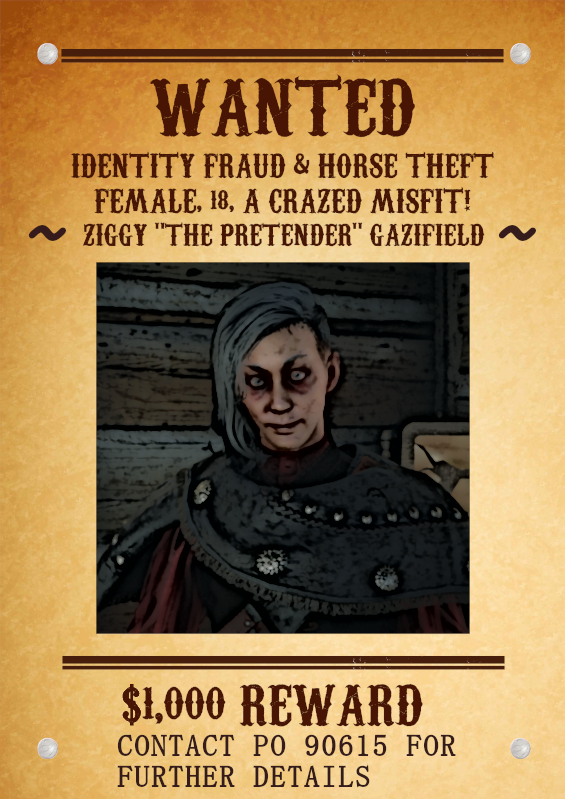 WANTED
IDENTITY FRAUD & HORSE THEFT
FEMALE, 18, A CRAZED MISFIT!
~ ZIGGY "THE PRETENDER" GAZIFIELD ~
$1,000 REWARD
CONTACT PO 90615 FOR
FURTHER DETAILS